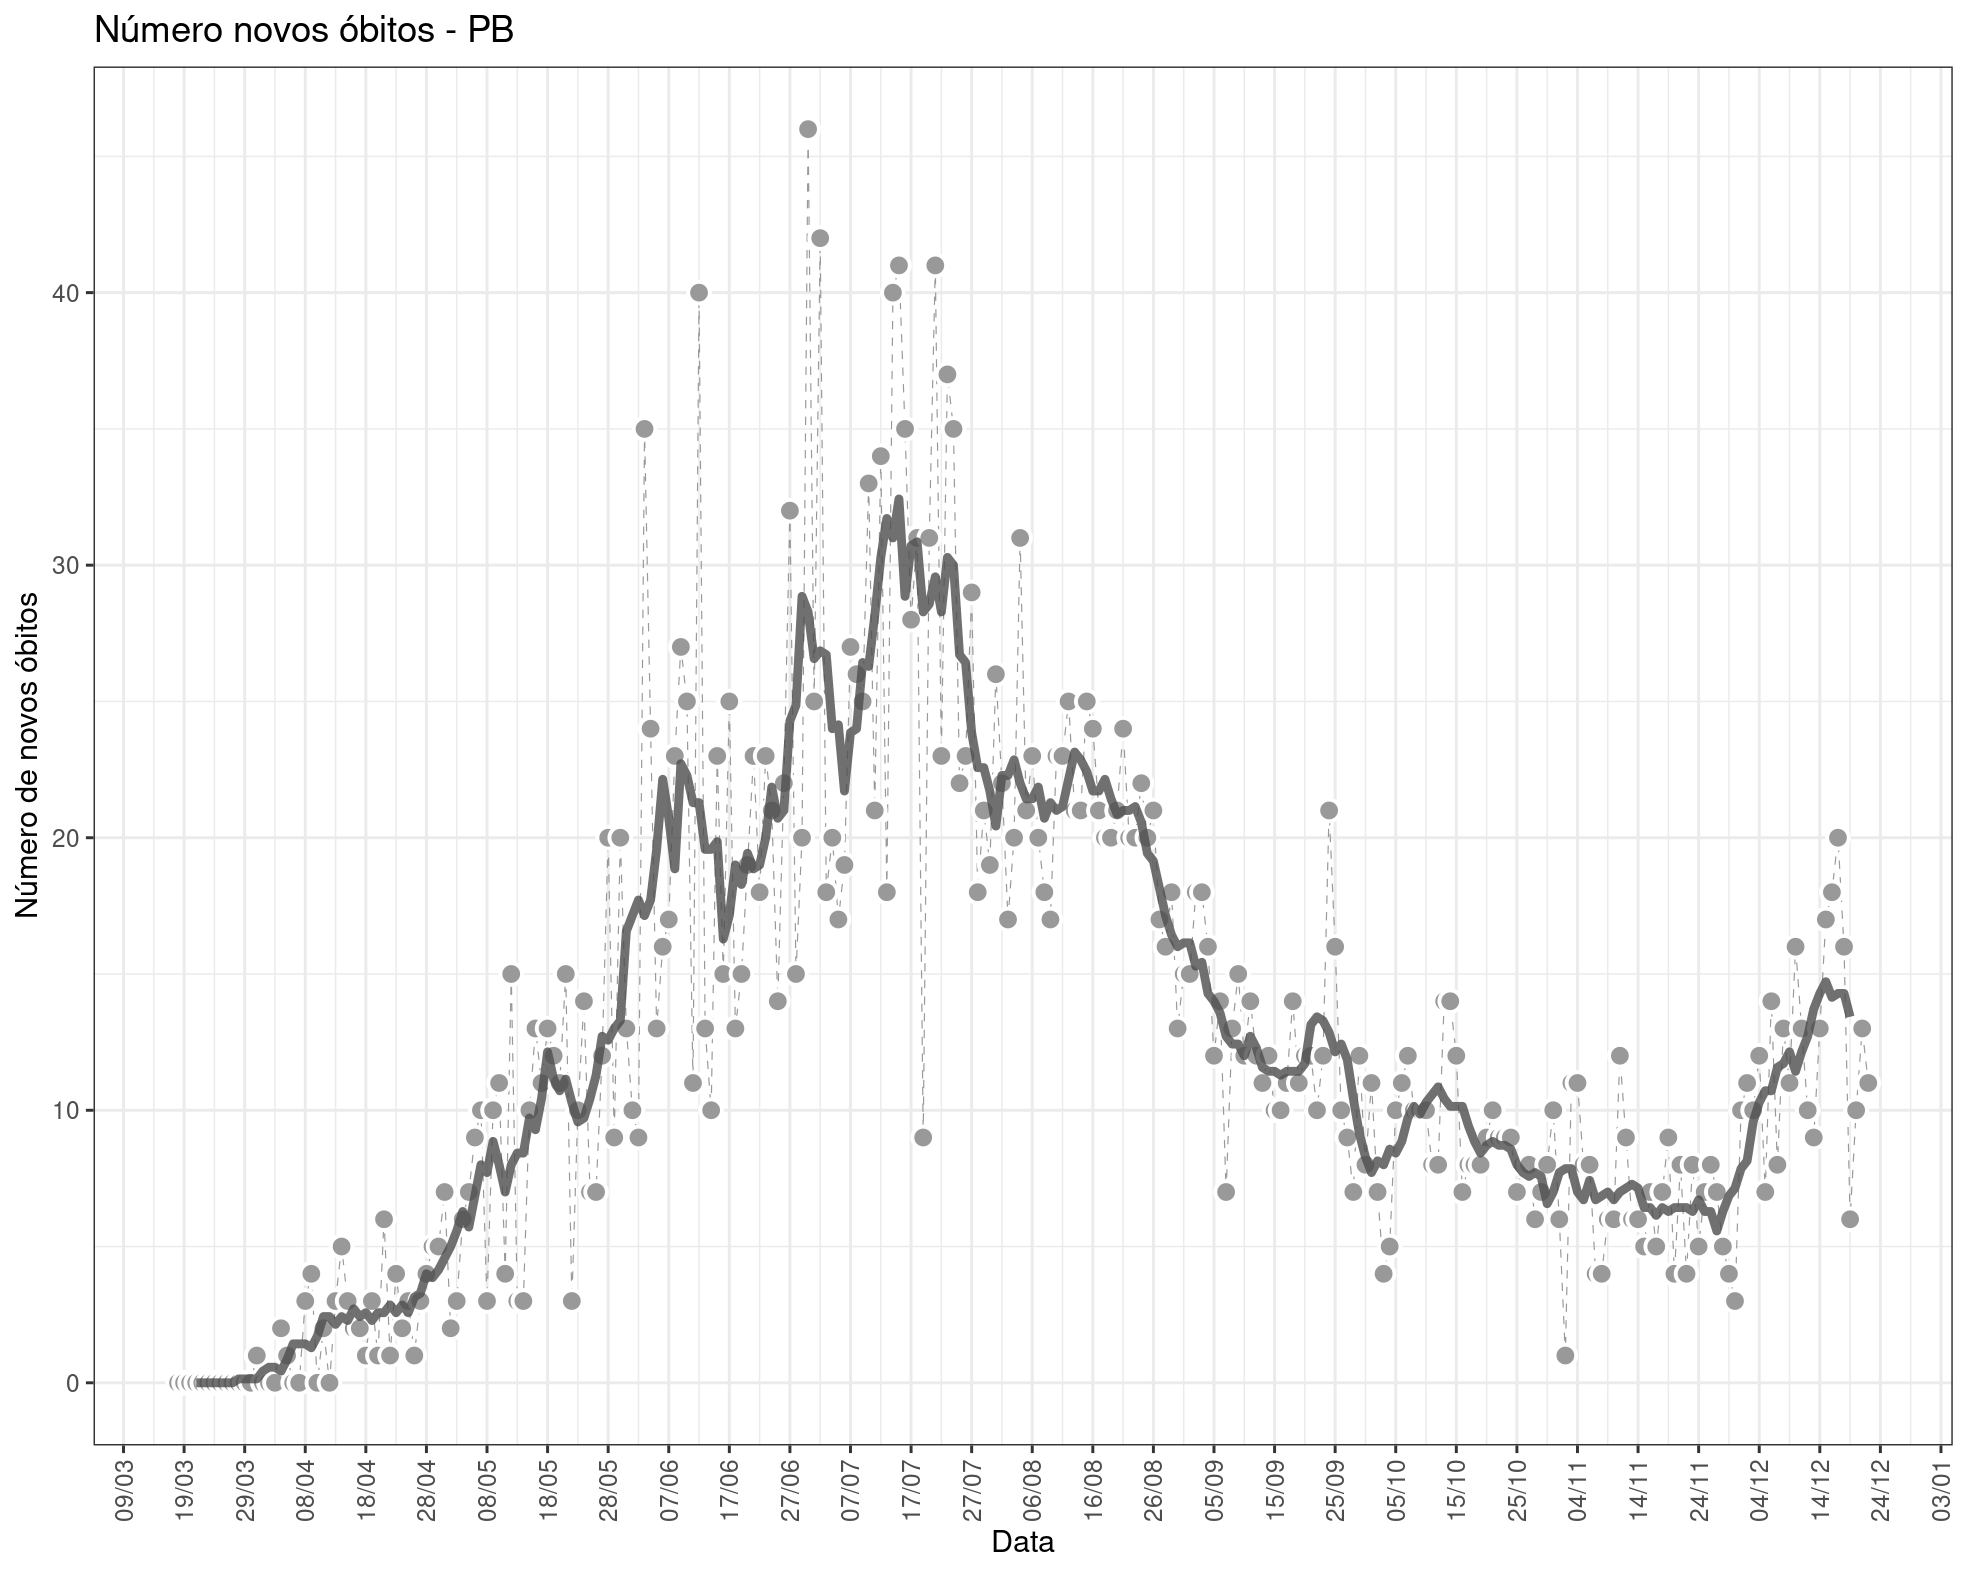 Número novos óbitos - PB
Número de novos óbitos
40
30
20
10
0
09/03 19/03 29/03 08/04 18/04 28/04 08/05 18/05 28/05 07/06 17/06 27/06 07/07 17/07 27/07 06/08 16/08 26/08 05/09 15/09 25/09 05/10 15/10 25/10 04/11 14/11 24/11 04/12 14/12 24/12 03/01
Data